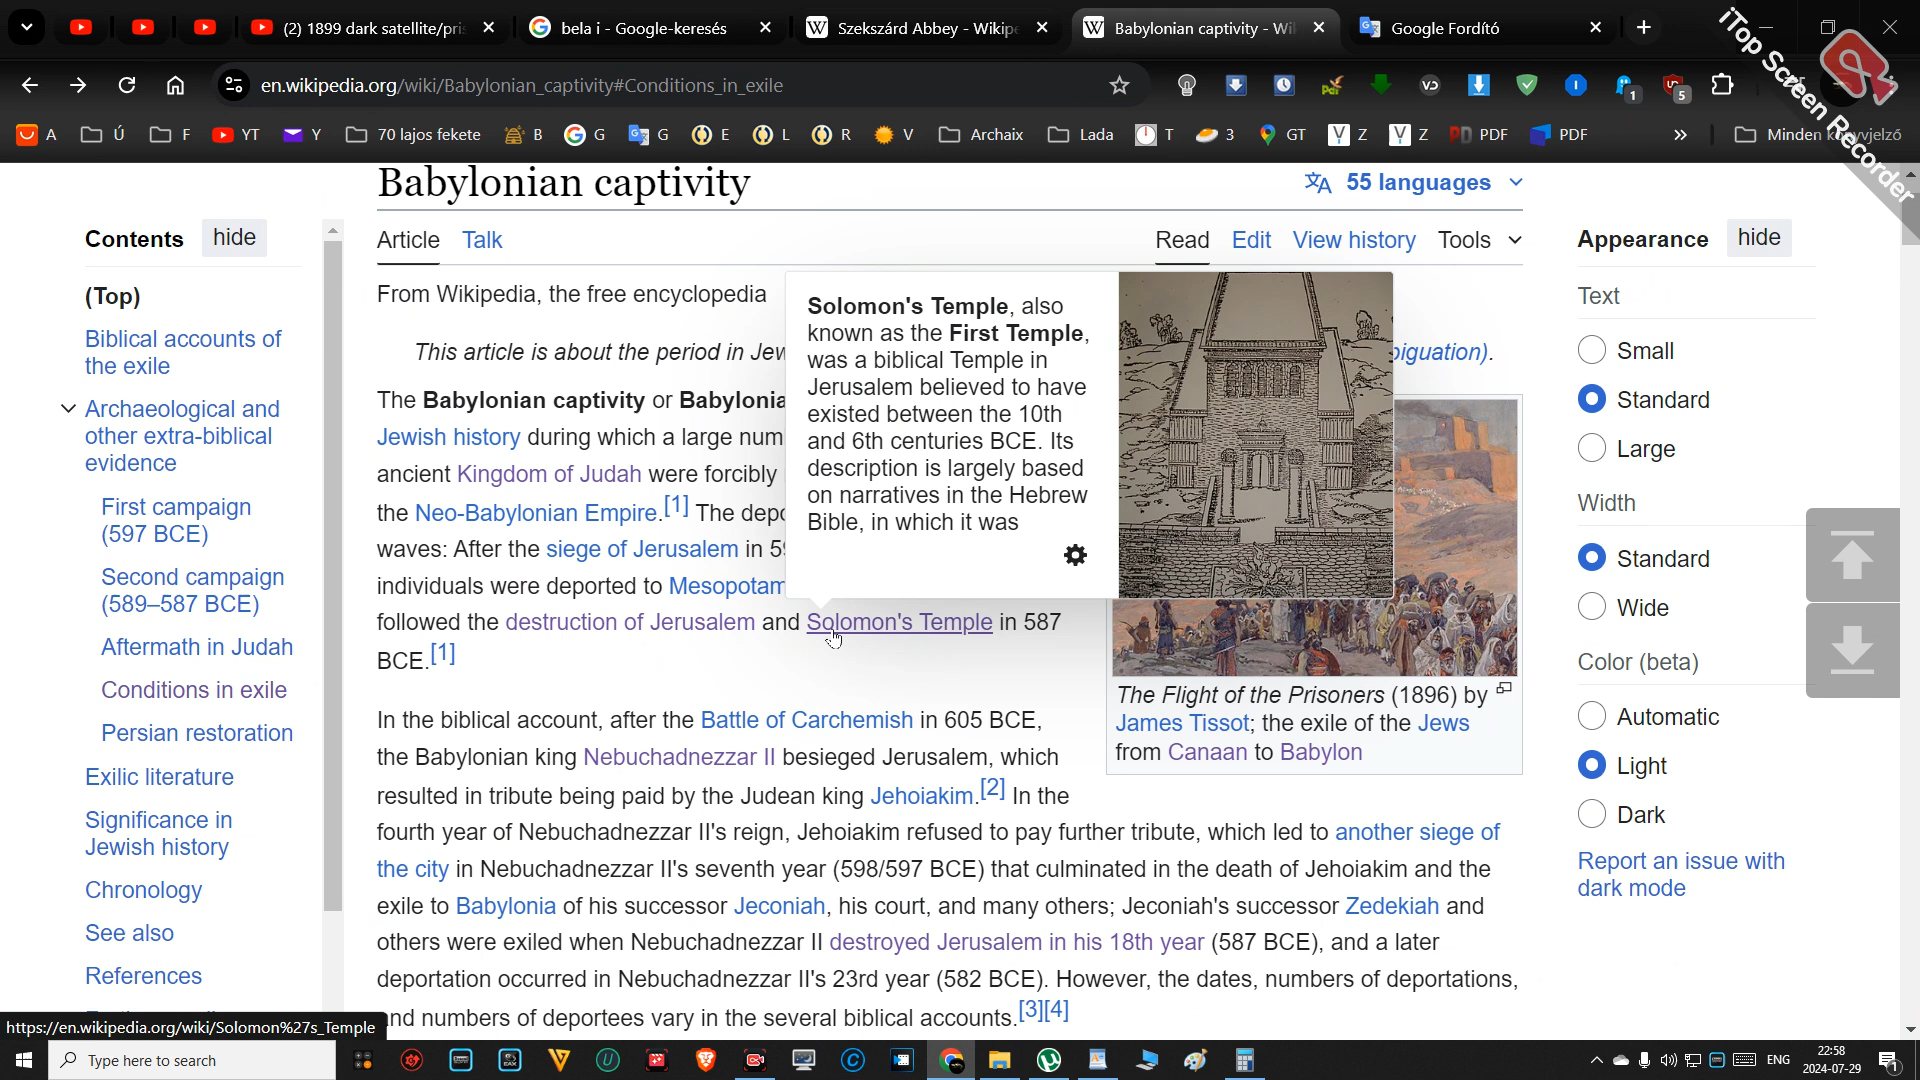 (2) 1899 dark satellite/pri
bela i - Google-keresés
Szekszárd Abbey - Wikipe
Babylonian captivity - Wi
Google Fordító
en.wikipedia.org/wiki/Babylonian_captivity#Conditions_in_exile
1
5
iTop Screen Recorder
A
Ú
F
YT
Y
70 lajos fekete
B
G
G
E
L
R
V
Archaix
Lada
T
3
GT
Z
Z
PDF
PDF
»
Minden könyvjelző
Babylonian captivity
55 languages
Contents hide
Article Talk
Read Edit View history Tools
Appearance hide
(Top)
Biblical accounts of
the exile
Archaeological and
other extra-biblical
evidence
First campaign
(597 BCE)
Second campaign
(589–587 BCE)
Aftermath in Judah
Conditions in exile
Persian restoration
Exilic literature
Significance in
Jewish history
Chronology
See also
References
From Wikipedia, the free encyclopedia
This article is about the period in Jew
biguation).
The Babylonian captivity or Babylonia
Jewish history during which a large num
ancient Kingdom of Judah were forcibly
the Neo-Babylonian Empire.[1] The depo
waves: After the siege of Jerusalem in 59
individuals were deported to Mesopotam
followed the destruction of Jerusalem and Solomon's Temple in 587
BCE.[1]
Solomon's Temple, also
known as the First Temple,
was a biblical Temple in
Jerusalem believed to have
existed between the 10th
and 6th centuries BCE. Its
description is largely based
on narratives in the Hebrew
Bible, in which it was
The Flight of the Prisoners (1896) by
James Tissot; the exile of the Jews
from Canaan to Babylon
In the biblical account, after the Battle of Carchemish in 605 BCE,
the Babylonian king Nebuchadnezzar II besieged Jerusalem, which
resulted in tribute being paid by the Judean king Jehoiakim.[2] In the
fourth year of Nebuchadnezzar II's reign, Jehoiakim refused to pay further tribute, which led to another siege of
the city in Nebuchadnezzar II's seventh year (598/597 BCE) that culminated in the death of Jehoiakim and the
exile to Babylonia of his successor Jeconiah, his court, and many others; Jeconiah's successor Zedekiah and
others were exiled when Nebuchadnezzar II destroyed Jerusalem in his 18th year (587 BCE), and a later
deportation occurred in Nebuchadnezzar II's 23rd year (582 BCE). However, the dates, numbers of deportations,
and numbers of deportees vary in the several biblical accounts.[3][4]
Text
Small
Standard
Large
Width
Standard
Wide
Color (beta)
Automatic
Light
Dark
Report an issue with
dark mode
https://en.wikipedia.org/wiki/Solomon%27s_Temple
Type here to search
ENG
22:58
2024-07-29
1